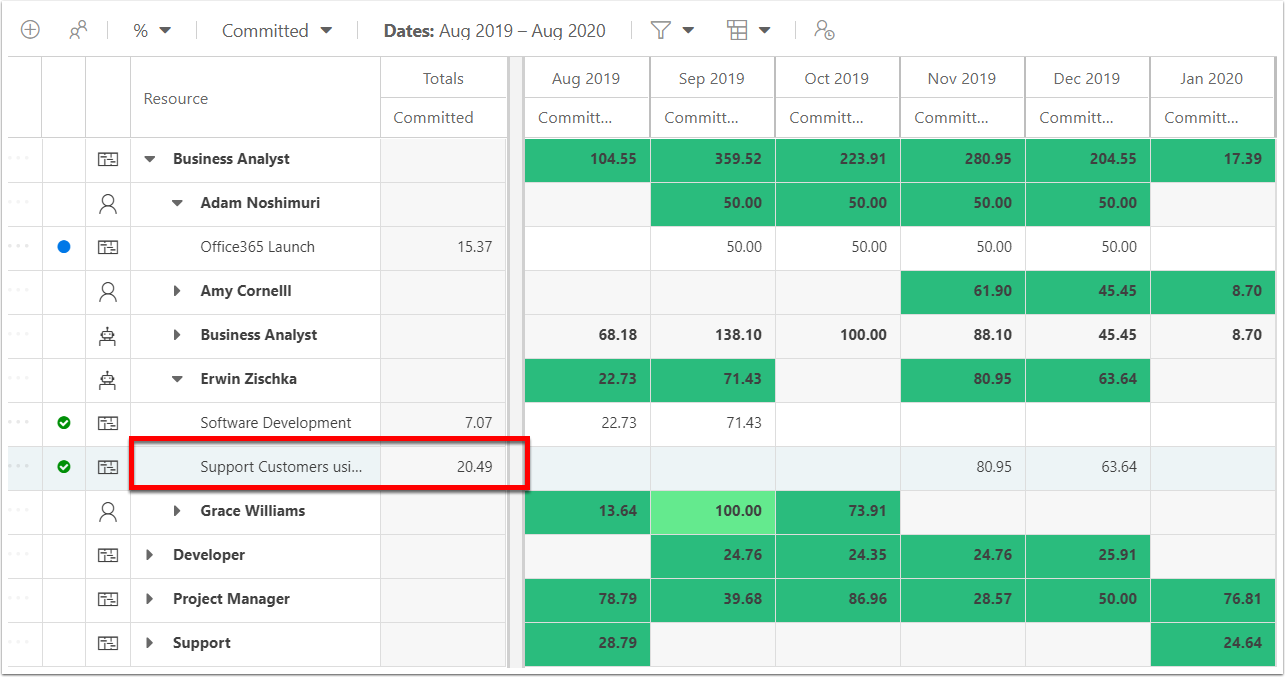 % Committed Dates: Aug 2019 – Aug 2020
Totals Aug 2019 Sep 2019 Oct 2019 Nov 2019 Dec 2019 Jan 2020
Resource
Committed Committ... Committ... Committ... Committ... Committ... Committ...
Business Analyst 104.55 359.52 223.91 280.95 204.55 17.39
Adam Noshimuri 50.00 50.00 50.00 50.00
Office365 Launch 15.37 50.00 50.00 50.00 50.00
Amy Cornelll 61.90 45.45 8.70
Business Analyst 68.18 138.10 100.00 88.10 45.45 8.70
Erwin Zischka 22.73 71.43 80.95 63.64
Software Development 7.07 22.73 71.43
Support Customers usi... 20.49 80.95 63.64
Grace Williams 13.64 100.00 73.91
Developer 24.76 24.35 24.76 25.91
Project Manager 78.79 39.68 86.96 28.57 50.00 76.81
Support 28.79 24.64